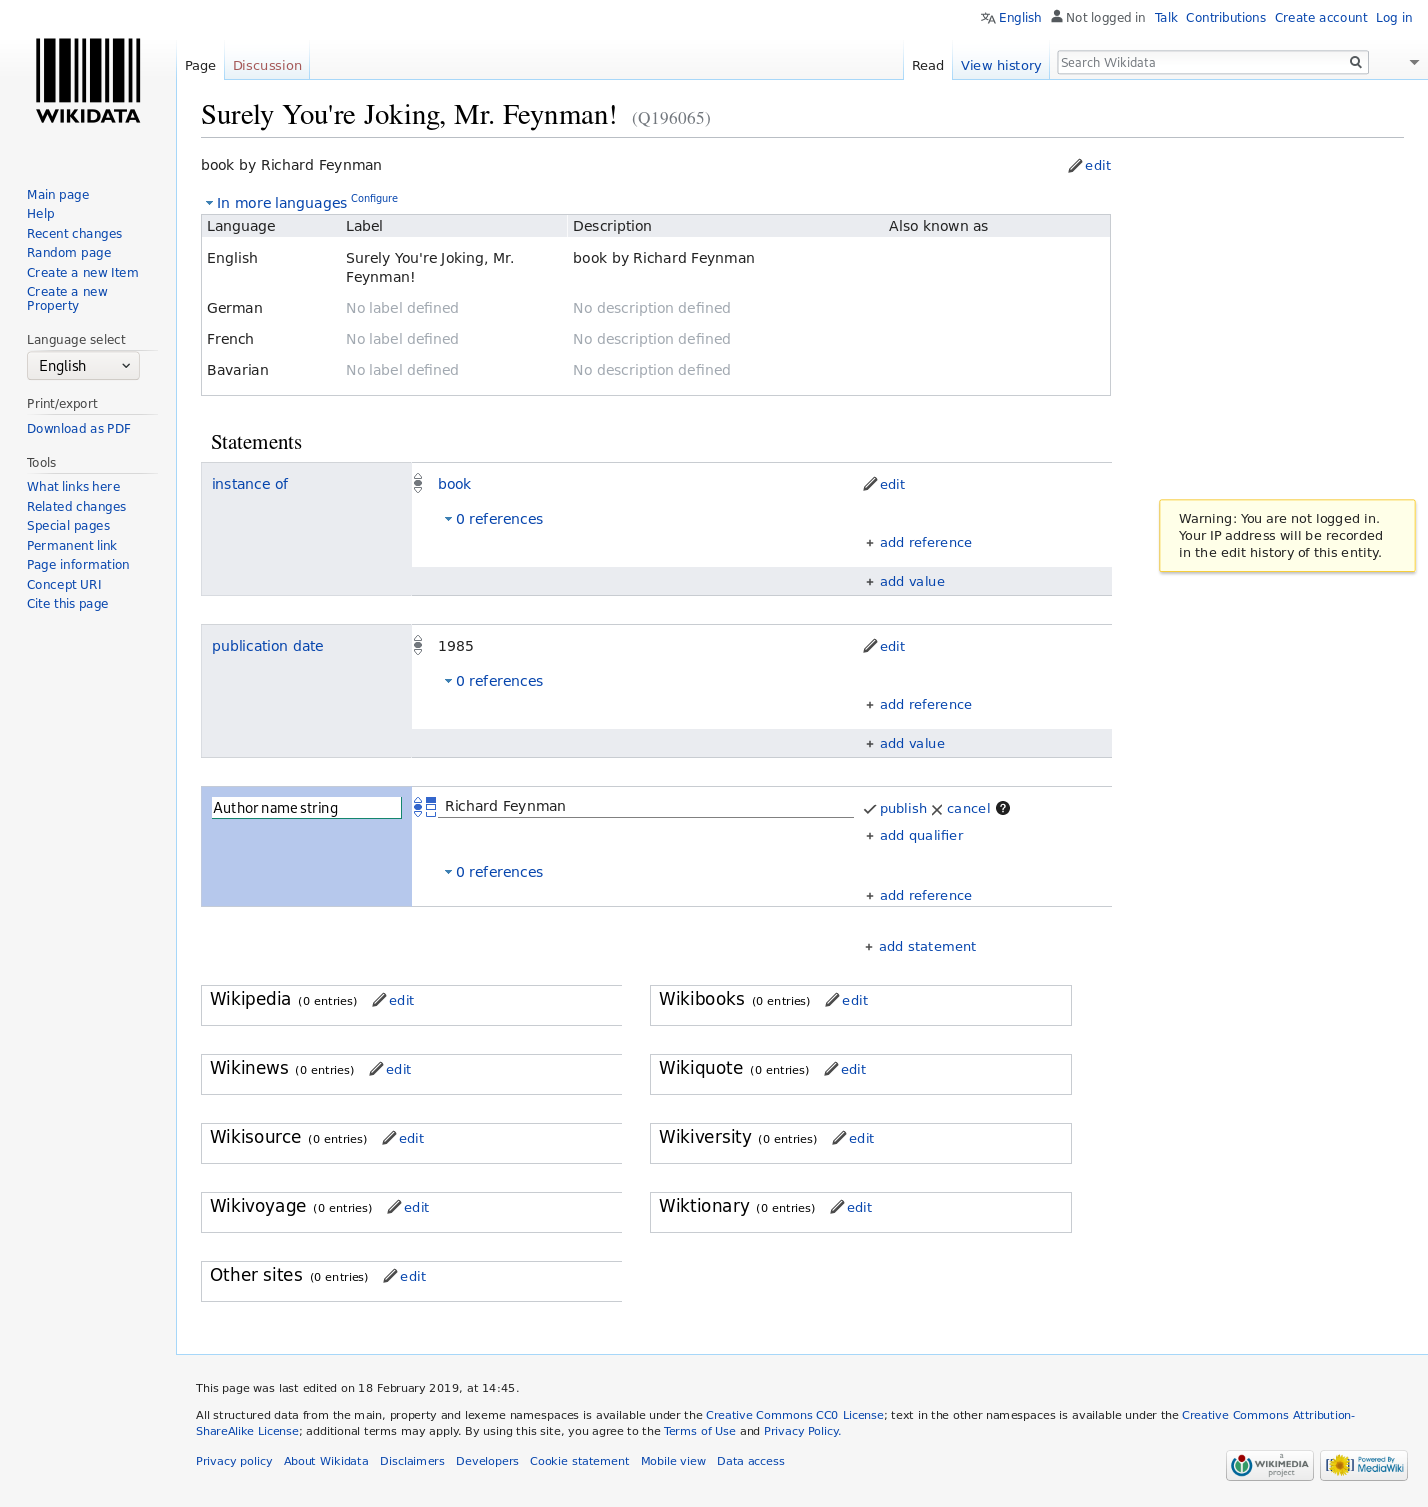 English Not logged in Talk Contributions Create account Log in
WIKIDATA
Page Discussion Read View history Search Wikidata
Surely You're Joking, Mr. Feynman! (Q196065)
book by Richard Feynman edit
Main page
Help
Recent changes
Random page
Create a new Item
Create a new
Property
Language select
English
Print/export
Download as PDF
Tools
What links here
Related changes
Special pages
Permanent link
Page information
Concept URI
Cite this page
In more languages Configure
Language Label Description Also known as
English Surely You're Joking, Mr. book by Richard Feynman
Feynman!
German No label defined No description defined
French No label defined No description defined
Bavarian No label defined No description defined
Statements
instance of book edit
0 references
+ add reference
+ add value
Warning: You are not logged in.
Your IP address will be recorded
in the edit history of this entity.
publication date 1985 edit
0 references
+ add reference
+ add value
Author name string Richard Feynman publish cancel ?
+ add qualifier
0 references
+ add reference
+ add statement
Wikipedia (0 entries) edit Wikibooks (0 entries) edit
Wikinews (0 entries) edit Wikiquote (0 entries) edit
Wikisource (0 entries) edit Wikiversity (0 entries) edit
Wikivoyage (0 entries) edit Wiktionary (0 entries) edit
Other sites (0 entries) edit
This page was last edited on 18 February 2019, at 14:45.
All structured data from the main, property and lexeme namespaces is available under the Creative Commons CC0 License; text in the other namespaces is available under the Creative Commons Attribution-
ShareAlike License; additional terms may apply. By using this site, you agree to the Terms of Use and Privacy Policy.
Privacy policy About Wikidata Disclaimers Developers Cookie statement Mobile view Data access
a
WIKIMEDIA
project
Powered By
MediaWiki